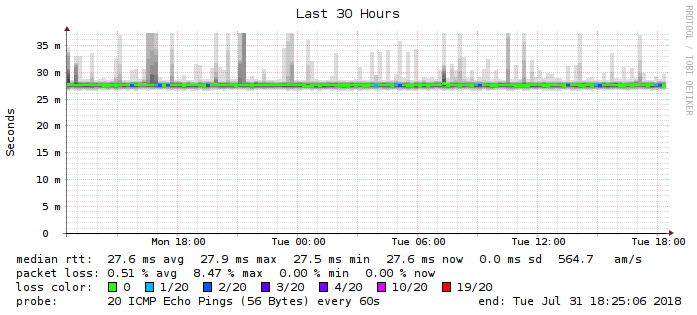 Last 30 Hours
RRDTOOL / TOBI OETIKER
Seconds
35 m
30 m
25 m
20 m
15 m
10 m
5 m
0
Mon 18:00 Tue 00:00 Tue 06:00 Tue 12:00 Tue 18:00
median rtt: 27.6 ms avg 27.9 ms max 27.5 ms min 27.6 ms now 0.0 ms sd 564.7 am/s
packet loss: 0.51 % avg 8.47 % max 0.00 % min 0.00 % now
loss color: 0 1/20 2/20 3/20 4/20 10/20 19/20
probe: 20 ICMP Echo Pings (56 Bytes) every 60s end: Tue Jul 31 18:25:06 2018